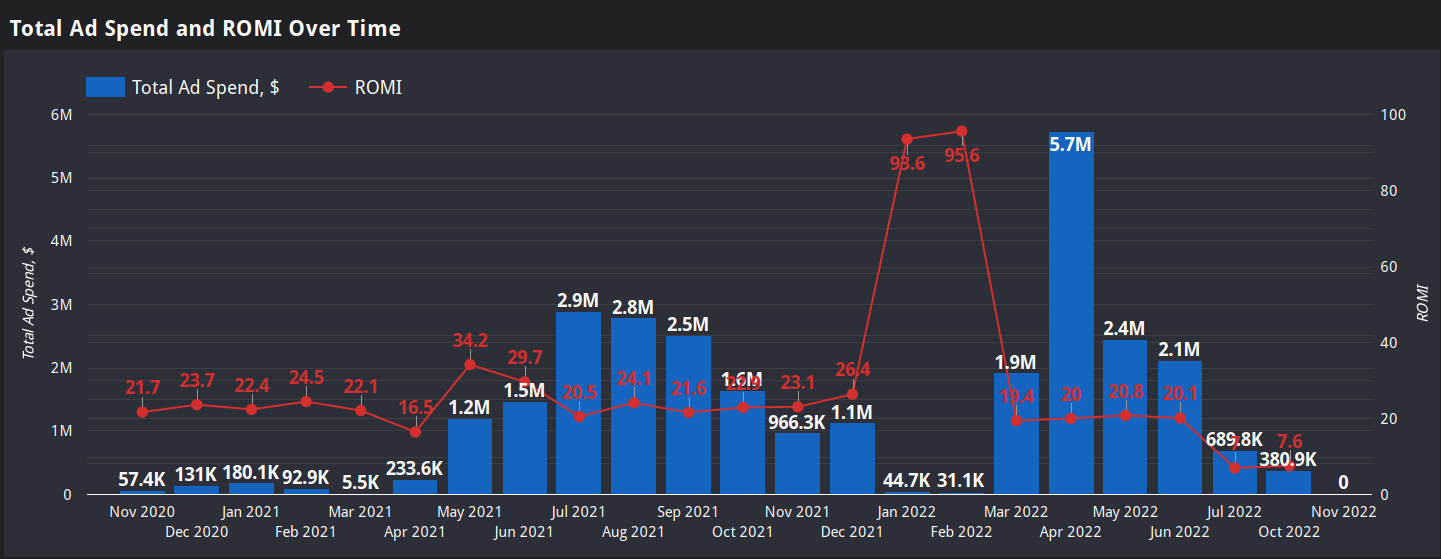 Total Ad Spend and ROMI Over Time
Total Ad Spend, $ ROMI
6M 100
5M 80
4M 60
3M 40
2M 20
1M 0
0
Total Ad Spend, $
ROMI
21.7 23.7 22.4 24.5 22.1 16.5 34.2 29.7 20.5 24.1 21.6 22.9 23.1 26.4 93.6 95.6 19.4 20 20.8 20.1 7 7.6
57.4K 131K 180.1K 92.9K 5.5K 233.6K 1.2M 1.5M 2.9M 2.8M 2.5M 1.6M 966.3K 1.1M 44.7K 31.1K 1.9M 5.7M 2.4M 2.1M 689.8K 380.9K 0
Nov 2020 Jan 2021 Mar 2021 May 2021 Jul 2021 Sep 2021 Nov 2021 Jan 2022 Mar 2022 May 2022 Jul 2022 Nov 2022
Dec 2020 Feb 2021 Apr 2021 Jun 2021 Aug 2021 Oct 2021 Dec 2021 Feb 2022 Apr 2022 Jun 2022 Oct 2022